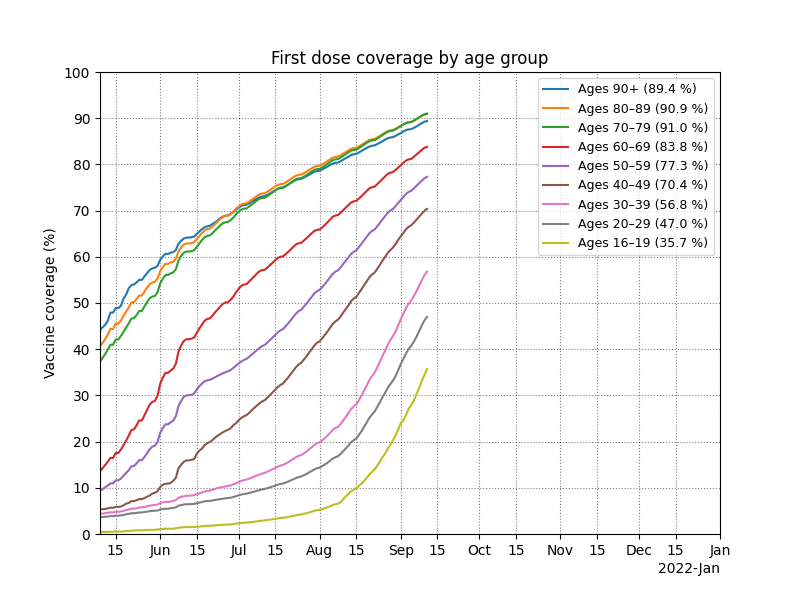 First dose coverage by age group
Vaccine coverage (%)
100
90
80
70
60
50
40
30
20
10
0
Ages 90+ (89.4 %)
Ages 80–89 (90.9 %)
Ages 70–79 (91.0 %)
Ages 60–69 (83.8 %)
Ages 50–59 (77.3 %)
Ages 40–49 (70.4 %)
Ages 30–39 (56.8 %)
Ages 20–29 (47.0 %)
Ages 16–19 (35.7 %)
15 Jun 15 Jul 15 Aug 15 Sep 15 Oct 15 Nov 15 Dec 15 Jan
2022-Jan